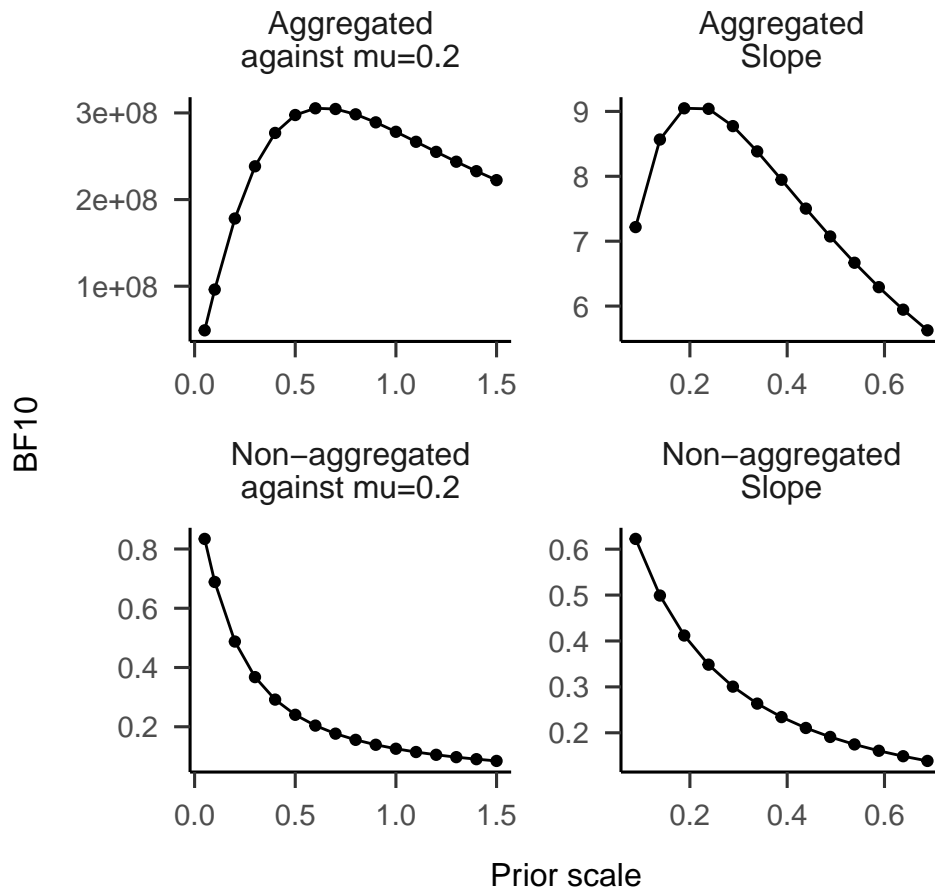 Aggregated
against mu=0.2
Aggregated
Slope
3e+08
2e+08
1e+08
0.0 0.5 1.0 1.5
9
8
7
6
0.2 0.4 0.6
BF10
Non−aggregated
against mu=0.2
Non−aggregated
Slope
0.8
0.6
0.4
0.2
0.0 0.5 1.0 1.5
0.6
0.5
0.4
0.3
0.2
0.2 0.4 0.6
Prior scale